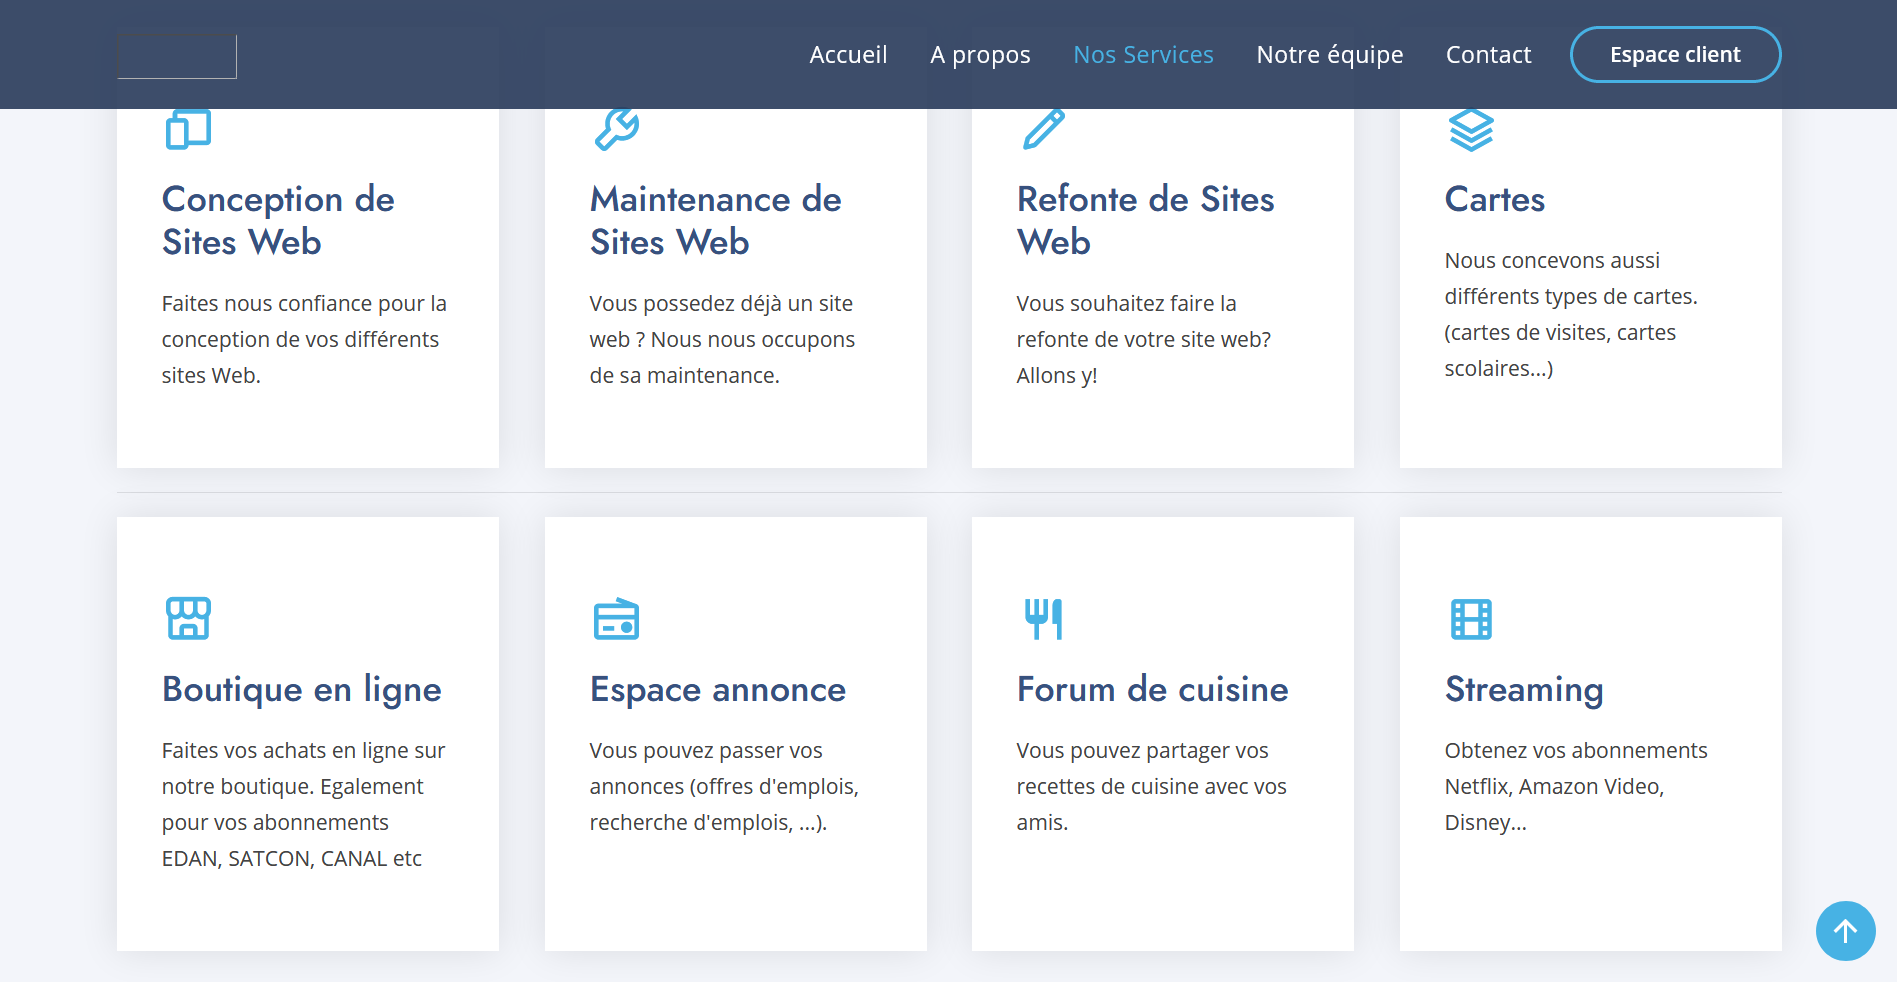 Accueil A propos Nos Services Notre équipe Contact Espace client
Conception de
Sites Web
Faites nous confiance pour la
conception de vos différents
sites Web.
Maintenance de
Sites Web
Vous possedez déjà un site
web ? Nous nous occupons
de sa maintenance.
Refonte de Sites
Web
Vous souhaitez faire la
refonte de votre site web?
Allons y!
Cartes
Nous concevons aussi
différents types de cartes.
(cartes de visites, cartes
scolaires...)
Boutique en ligne
Faites vos achats en ligne sur
notre boutique. Egalement
pour vos abonnements
EDAN, SATCON, CANAL etc
Espace annonce
Vous pouvez passer vos
annonces (offres d'emplois,
recherche d'emplois, ...).
Forum de cuisine
Vous pouvez partager vos
recettes de cuisine avec vos
amis.
Streaming
Obtenez vos abonnements
Netflix, Amazon Video,
Disney...